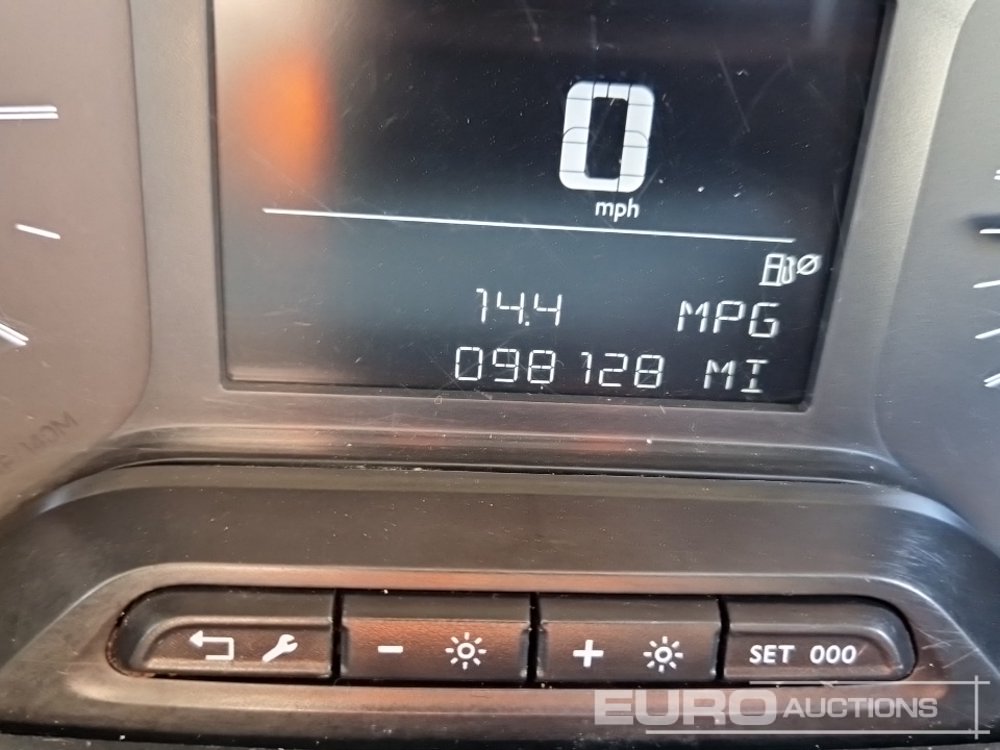 0
mph
14.4 MPG
098128 MI
SET 000
EURO AUCTIONS